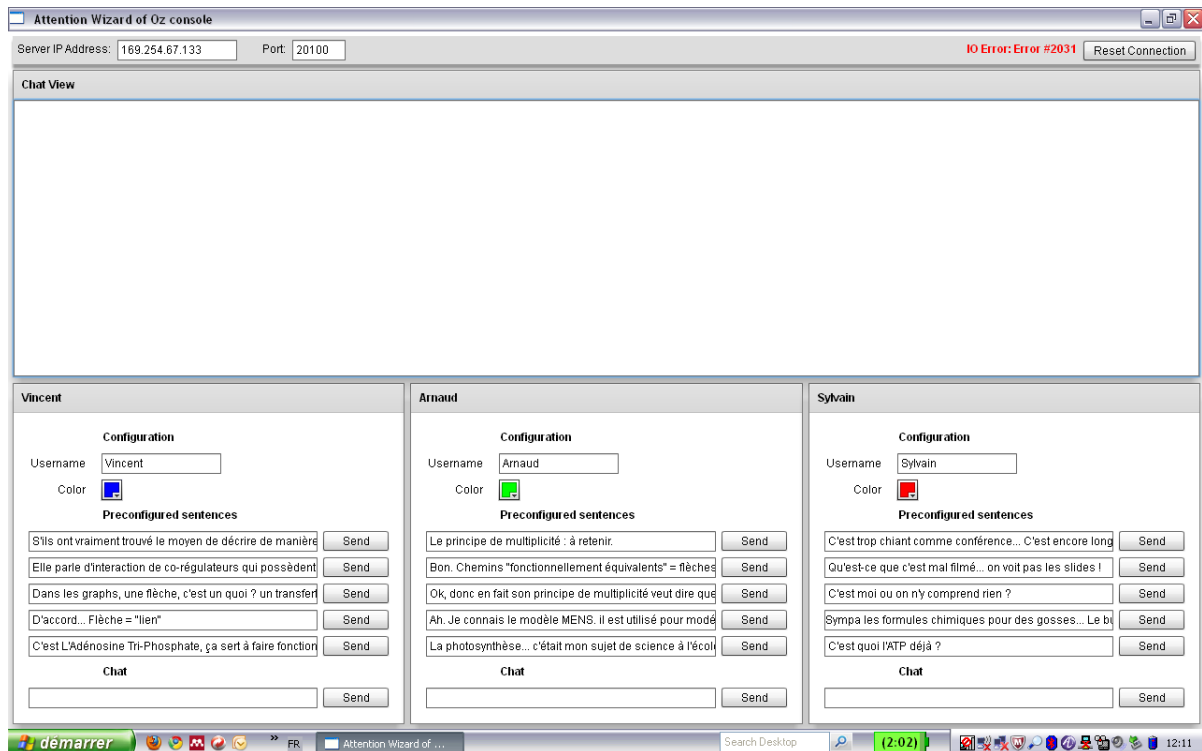 Attention Wizard of Oz console
Server IP Address: 169.254.67.133 Port: 20100 IO Error: Error #2031 Reset Connection
Chat View
Vincent
Configuration
Username Vincent
Color
Preconfigured sentences
S'ils ont vraiment trouvé le moyen de décrire de manière Send
Elle parle d'interaction de co-régulateurs qui possèdent Send
Dans les graphs, une flèche, c'est un quoi ? un transfert Send
D'accord... Flèche = "lien" Send
C'est L'Adénosine Tri-Phosphate, ça sert à faire fonction Send
Chat
Send
Arnaud
Configuration
Username Arnaud
Color
Preconfigured sentences
Le principe de multiplicité : à retenir. Send
Bon. Chemins "fonctionnellement équivalents" = flèches Send
Ok, donc en fait son principe de multiplicité veut dire que Send
Ah. Je connais le modèle MENS. il est utilisé pour modé Send
La photosynthèse... c'était mon sujet de science à l'écol Send
Chat
Send
Sylvain
Configuration
Username Sylvain
Color
Preconfigured sentences
C'est trop chiant comme conférence... C'est encore long Send
Qu'est-ce que c'est mal filmé... on voit pas les slides ! Send
C'est moi ou on n'y comprend rien ? Send
Sympa les formules chimiques pour des gosses... Le bu Send
C'est quoi l'ATP déjà ? Send
Chat
Send
démarrer » FR Attention Wizard of ... Search Desktop (2:02) 12:11